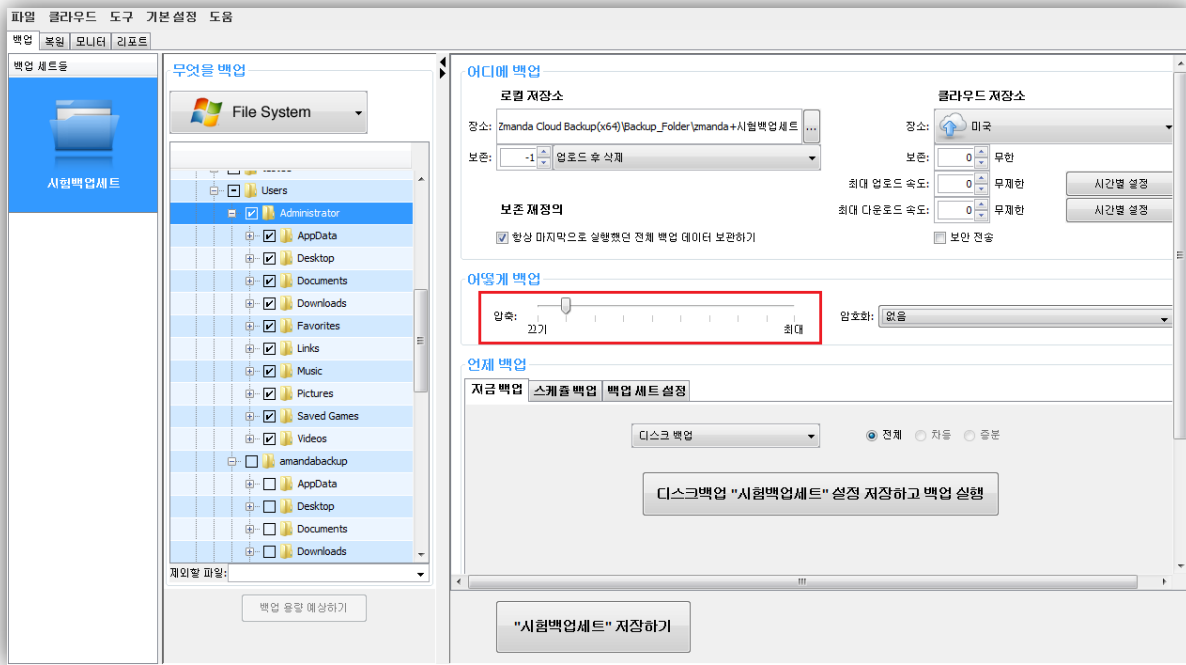 파일 클라우드 도구 기본 설정 도움
백업 복원 모니터 리포트
백업 세트들
시험백업세트
무엇을 백업
File System
Users
Administrator
AppData
Desktop
Documents
Downloads
Favorites
Links
Music
Pictures
Saved Games
Videos
amandabackup
AppData
Desktop
Documents
Downloads
제외할 파일:
백업 용량 예상하기
어디에 백업
로컬 저장소
장소: Zmanda Cloud Backup(x64)\Backup_Folder\zmanda+시험백업세트 ...
보존: -1 업로드 후 삭제
보존 재정의
항상 마지막으로 실행했던 전체 백업 데이터 보관하기
클라우드 저장소
장소: 미국
보존: 0 무한
최대 업로드 속도: 0 무제한 시간별 설정
최대 다운로드 속도: 0 무제한 시간별 설정
보안 전송
어떻게 백업
압축:
끄기 최대
암호화: 없음
언제 백업
지금 백업 스케쥴 백업 백업 세트 설정
디스크 백업 전체 차등 증분
디스크백업 "시험백업세트" 설정 저장하고 백업 실행
"시험백업세트" 저장하기